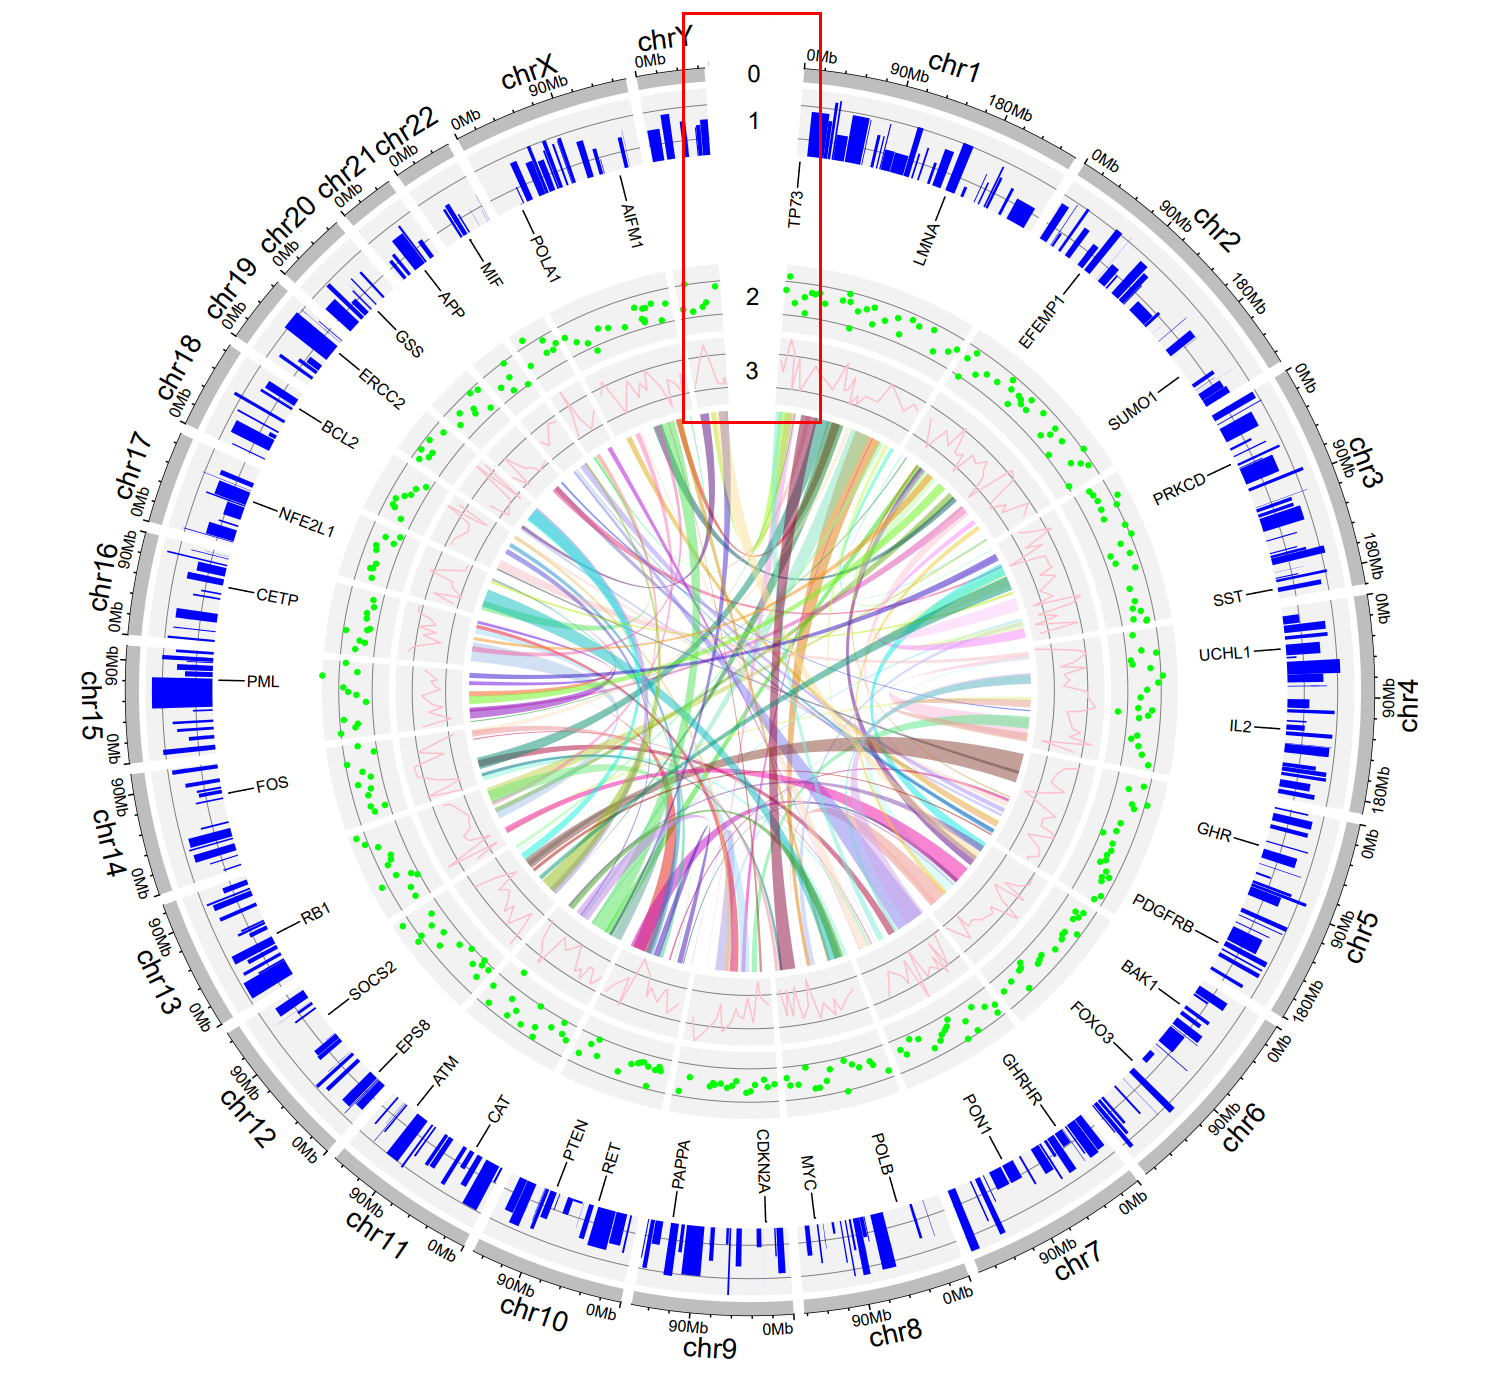 0
1
2
3
chr1
0Mb
90Mb
180Mb
TP73
LMNA
chr2
0Mb
90Mb
180Mb
EFEMP1
SUMO1
chr3
0Mb
90Mb
180Mb
PRKCD
SST
chr4
0Mb
90Mb
180Mb
UCHL1
IL2
chr5
0Mb
90Mb
180Mb
GHR
PDGFRB
chr6
0Mb
90Mb
BAK1
FOXO3
chr7
0Mb
90Mb
GHRHR
PON1
chr8
0Mb
90Mb
POLB
MYC
chr9
0Mb
90Mb
CDKN2A
PAPPA
chr10
0Mb
90Mb
RET
PTEN
chr11
0Mb
90Mb
CAT
ATM
chr12
0Mb
90Mb
EPS8
SOCS2
chr13
0Mb
90Mb
RB1
chr14
0Mb
90Mb
FOS
chr15
0Mb
90Mb
PML
chr16
0Mb
90Mb
CETP
chr17
0Mb
NFE2L1
chr18
0Mb
BCL2
chr19
0Mb
ERCC2
chr20
0Mb
GSS
chr21
0Mb
APP
chr22
0Mb
MIF
chrX
0Mb
90Mb
POLA1
AIFM1
chrY
0Mb